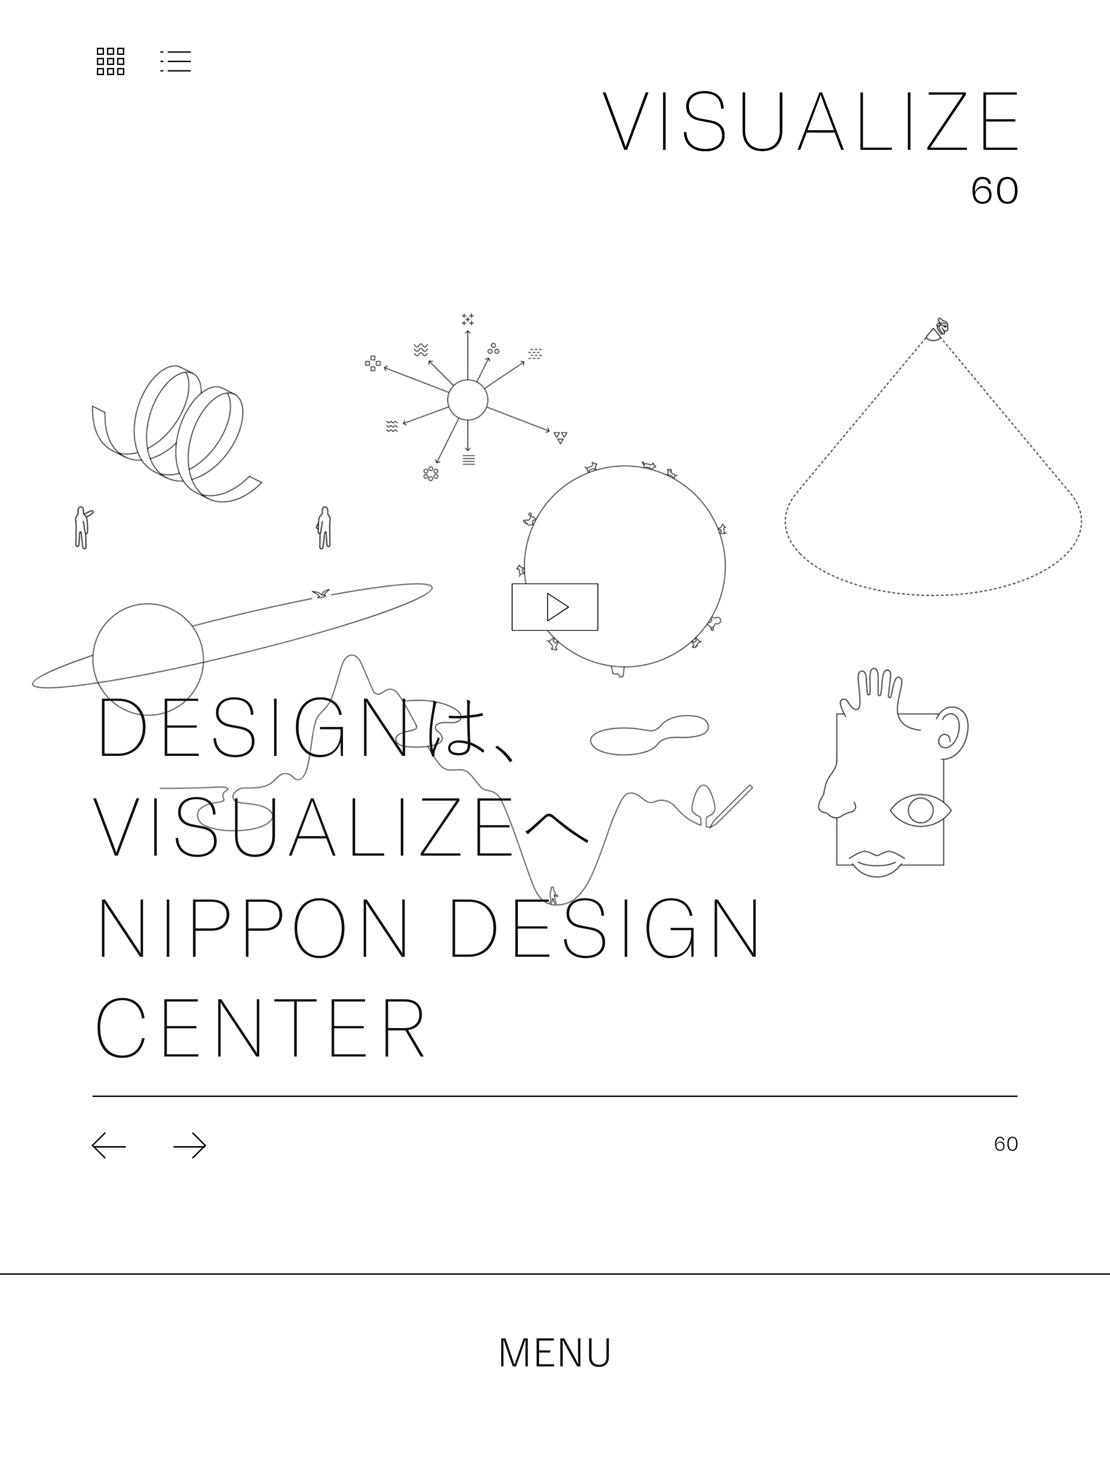 VISUALIZE
60
DESIGNは、
VISUALIZEへ
NIPPON DESIGN
CENTER
60
MENU